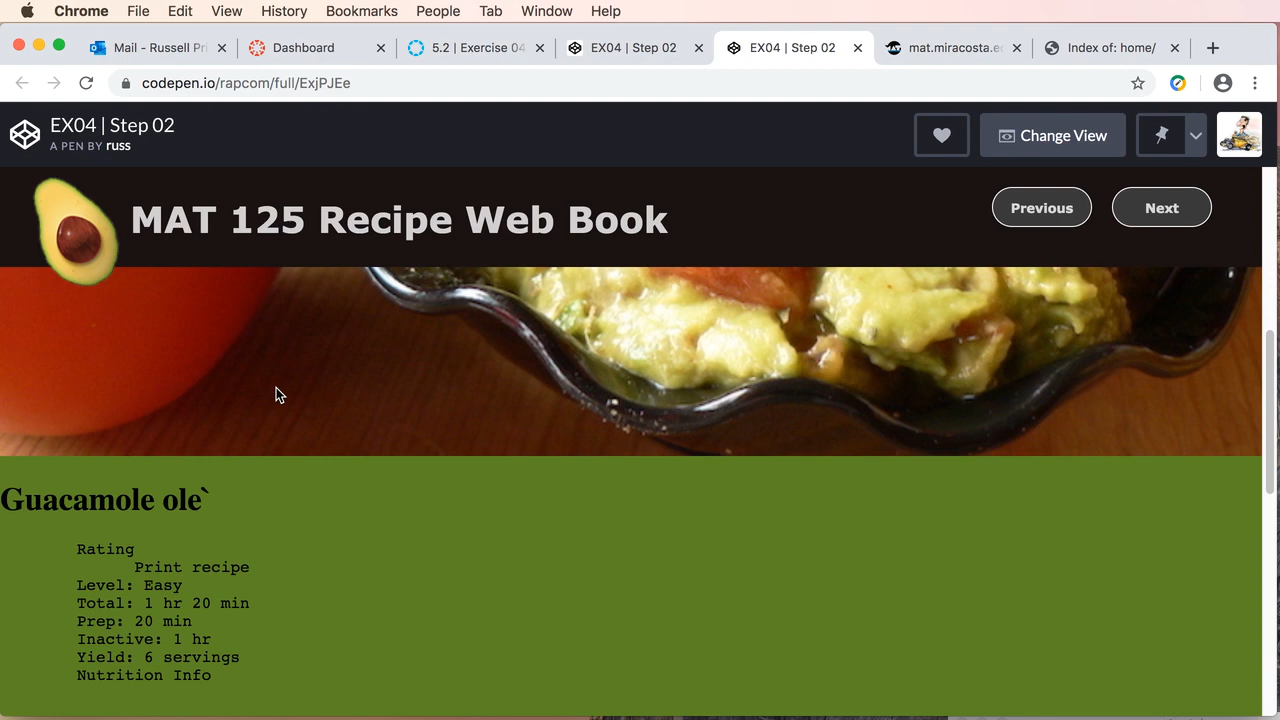 Chrome File Edit View History Bookmarks People Tab Window Help
Mail - Russell Pri
Dashboard
5.2 | Exercise 04
EX04 | Step 02
EX04 | Step 02
mat.miracosta.e
Index of home/
codepen.io/rapcom/full/ExjPJEe
EX04 | Step 02
A PEN BY russ
Change View
MAT 125 Recipe Web Book
Previous
Next
Guacamole ole`
Rating
Print recipe
Level: Easy
Total: 1 hr 20 min
Prep: 20 min
Inactive: 1 hr
Yield: 6 servings
Nutrition Info